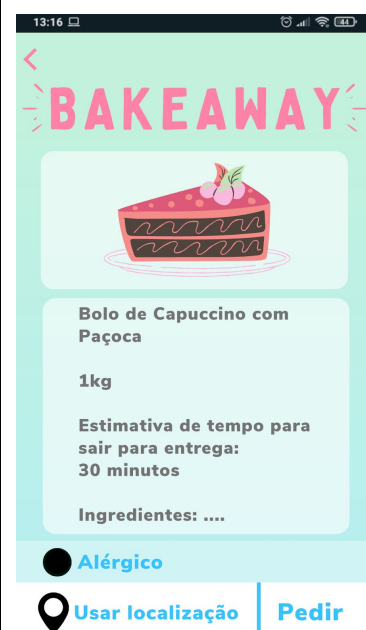 13:16
44
BAKEAWAY
Bolo de Capuccino com
Paçoca
1kg
Estimativa de tempo para
sair para entrega:
30 minutos
Ingredientes: ....
Alérgico
Usar localização
Pedir